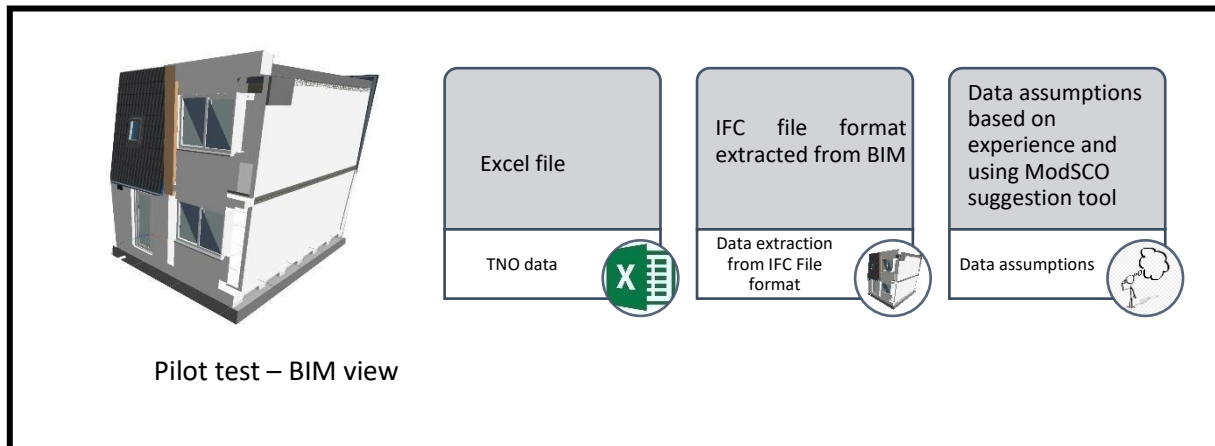 Excel file
TNO data
X
IFC file format
extracted from BIM
Data extraction
from IFC File
format
Data assumptions
based on
experience and
using ModSCO
suggestion tool
Data assumptions
Pilot test – BIM view